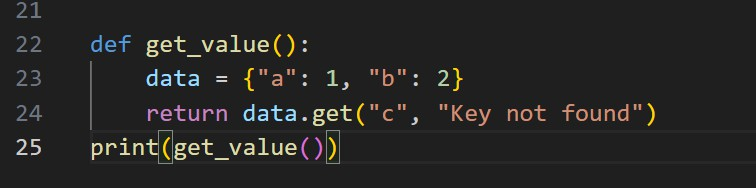 21
22 def get_value():
23     data = {"a": 1, "b": 2}
24     return data.get("c", "Key not found")
25 print(get_value())